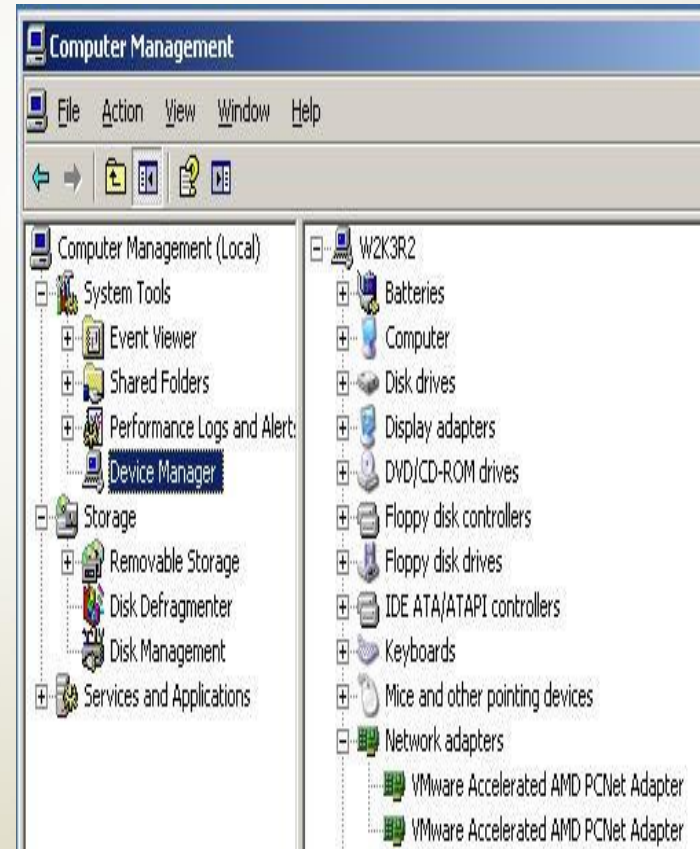 Computer Management
File Action View Window Help
Computer Management (Local)
System Tools
Event Viewer
Shared Folders
Performance Logs and Alert
Device Manager
Storage
Removable Storage
Disk Defragmenter
Disk Management
Services and Applications
W2K3R2
Batteries
Computer
Disk drives
Display adapters
DVD/CD-ROM drives
Floppy disk controllers
Floppy disk drives
IDE ATA/ATAPI controllers
Keyboards
Mice and other pointing devices
Network adapters
VMware Accelerated AMD PCNet Adapter
VMware Accelerated AMD PCNet Adapter